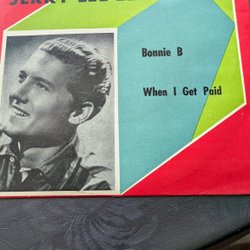 JERRY LEE
Bonnie B
When I Get Paid